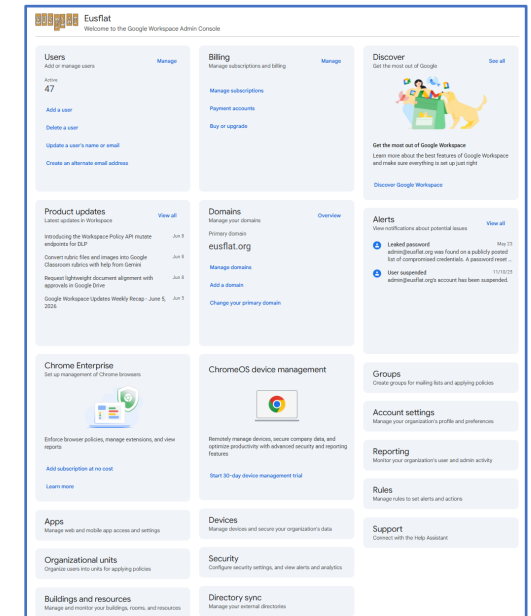 Eusflat
Welcome to the Google Workspace Admin Console
Users
Add or manage users
Manage
Active
47
Add a user
Delete a user
Update a user's name or email
Create an alternate email address
Billing
Manage subscriptions and billing
Manage
Manage subscriptions
Payment accounts
Buy or upgrade
Discover
Get the most out of Google
See all
Get the most out of Google Workspace
Learn more about the best features of Google Workspace
and make sure everything is set up just right
Discover Google Workspace
Product updates
Latest updates in Workspace
View all
Introducing the Workspace Policy API mutate Jun 8
endpoints for DLP
Convert rubric files and images into Google Jun 8
Classroom rubrics with help from Gemini
Request lightweight document alignment with Jun 8
approvals in Google Drive
Google Workspace Updates Weekly Recap - June 5, Jun 5
2026
Domains
Manage your domains
Overview
Primary domain
eusflat.org
Manage domains
Add a domain
Change your primary domain
Alerts
View notifications about potential issues
View all
Leaked password May 23
admin@eusflat.org was found on a publicly posted
list of compromised credentials. A password reset ...
User suspended 11/10/25
admin@eusflat.org's account has been suspended.
Chrome Enterprise
Set up management of Chrome browsers
Enforce browser policies, manage extensions, and view
reports
Add subscription at no cost
Learn more
ChromeOS device management
Remotely manage devices, secure company data, and
optimize productivity with advanced security and reporting
features
Start 30-day device management trial
Groups
Create groups for mailing lists and applying policies
Account settings
Manage your organization's profile and preferences
Reporting
Monitor your organization's user and admin activity
Rules
Manage rules to set alerts and actions
Support
Connect with the Help Assistant
Apps
Manage web and mobile app access and settings
Devices
Manage devices and secure your organization's data
Organizational units
Organize users into units for applying policies
Security
Configure security settings, and view alerts and analytics
Buildings and resources
Manage and monitor your buildings, rooms, and resources
Directory sync
Manage your external directories